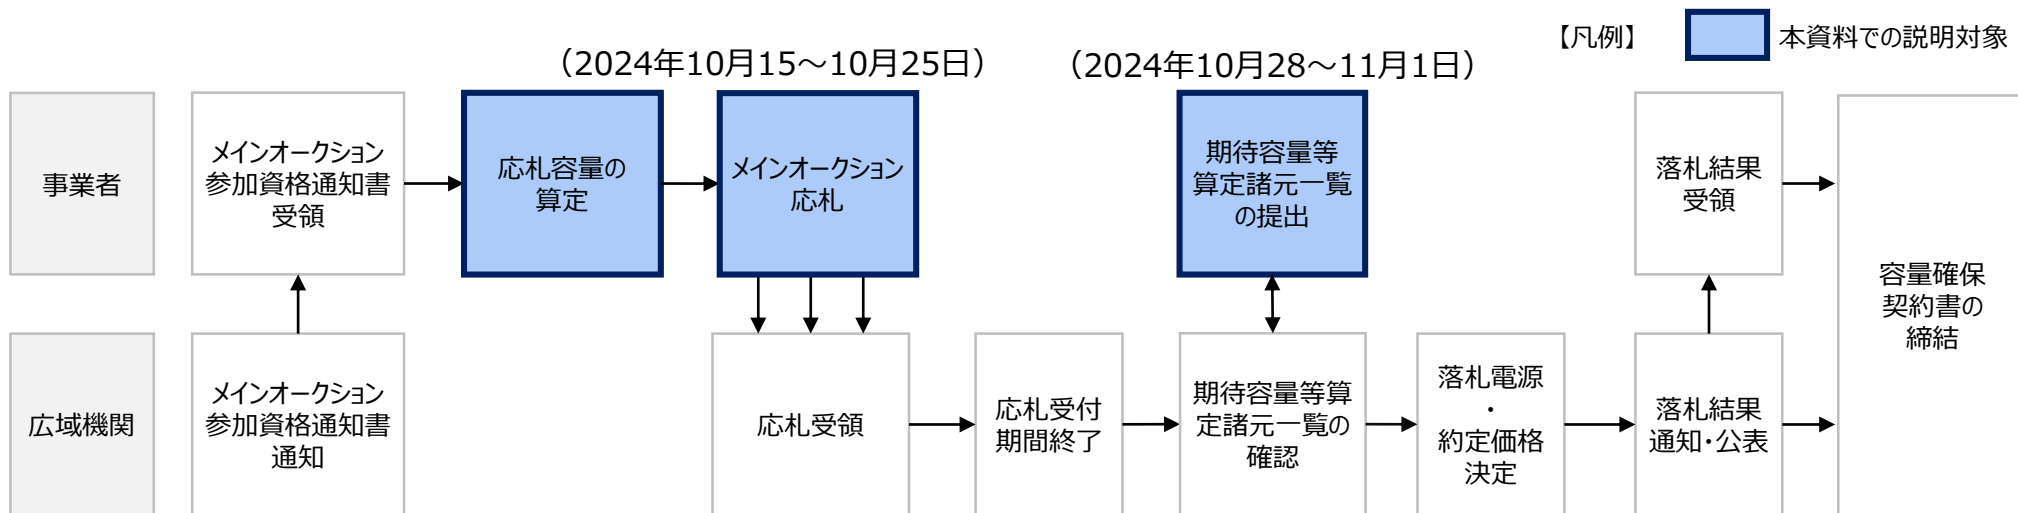 【凡例】
本資料での説明対象
（2024年10月15～10月25日）
（2024年10月28～11月1日）
事業者
メインオークション
参加資格通知書
受領
応札容量の
算定
メインオークション
応札
期待容量等
算定諸元一覧
の提出
落札結果
受領
容量確保
契約書の
締結
広域機関
メインオークション
参加資格通知書
通知
応札受領
応札受付
期間終了
期待容量等算
定諸元一覧の
確認
落札電源
・
約定価格
決定
落札結果
通知・公表